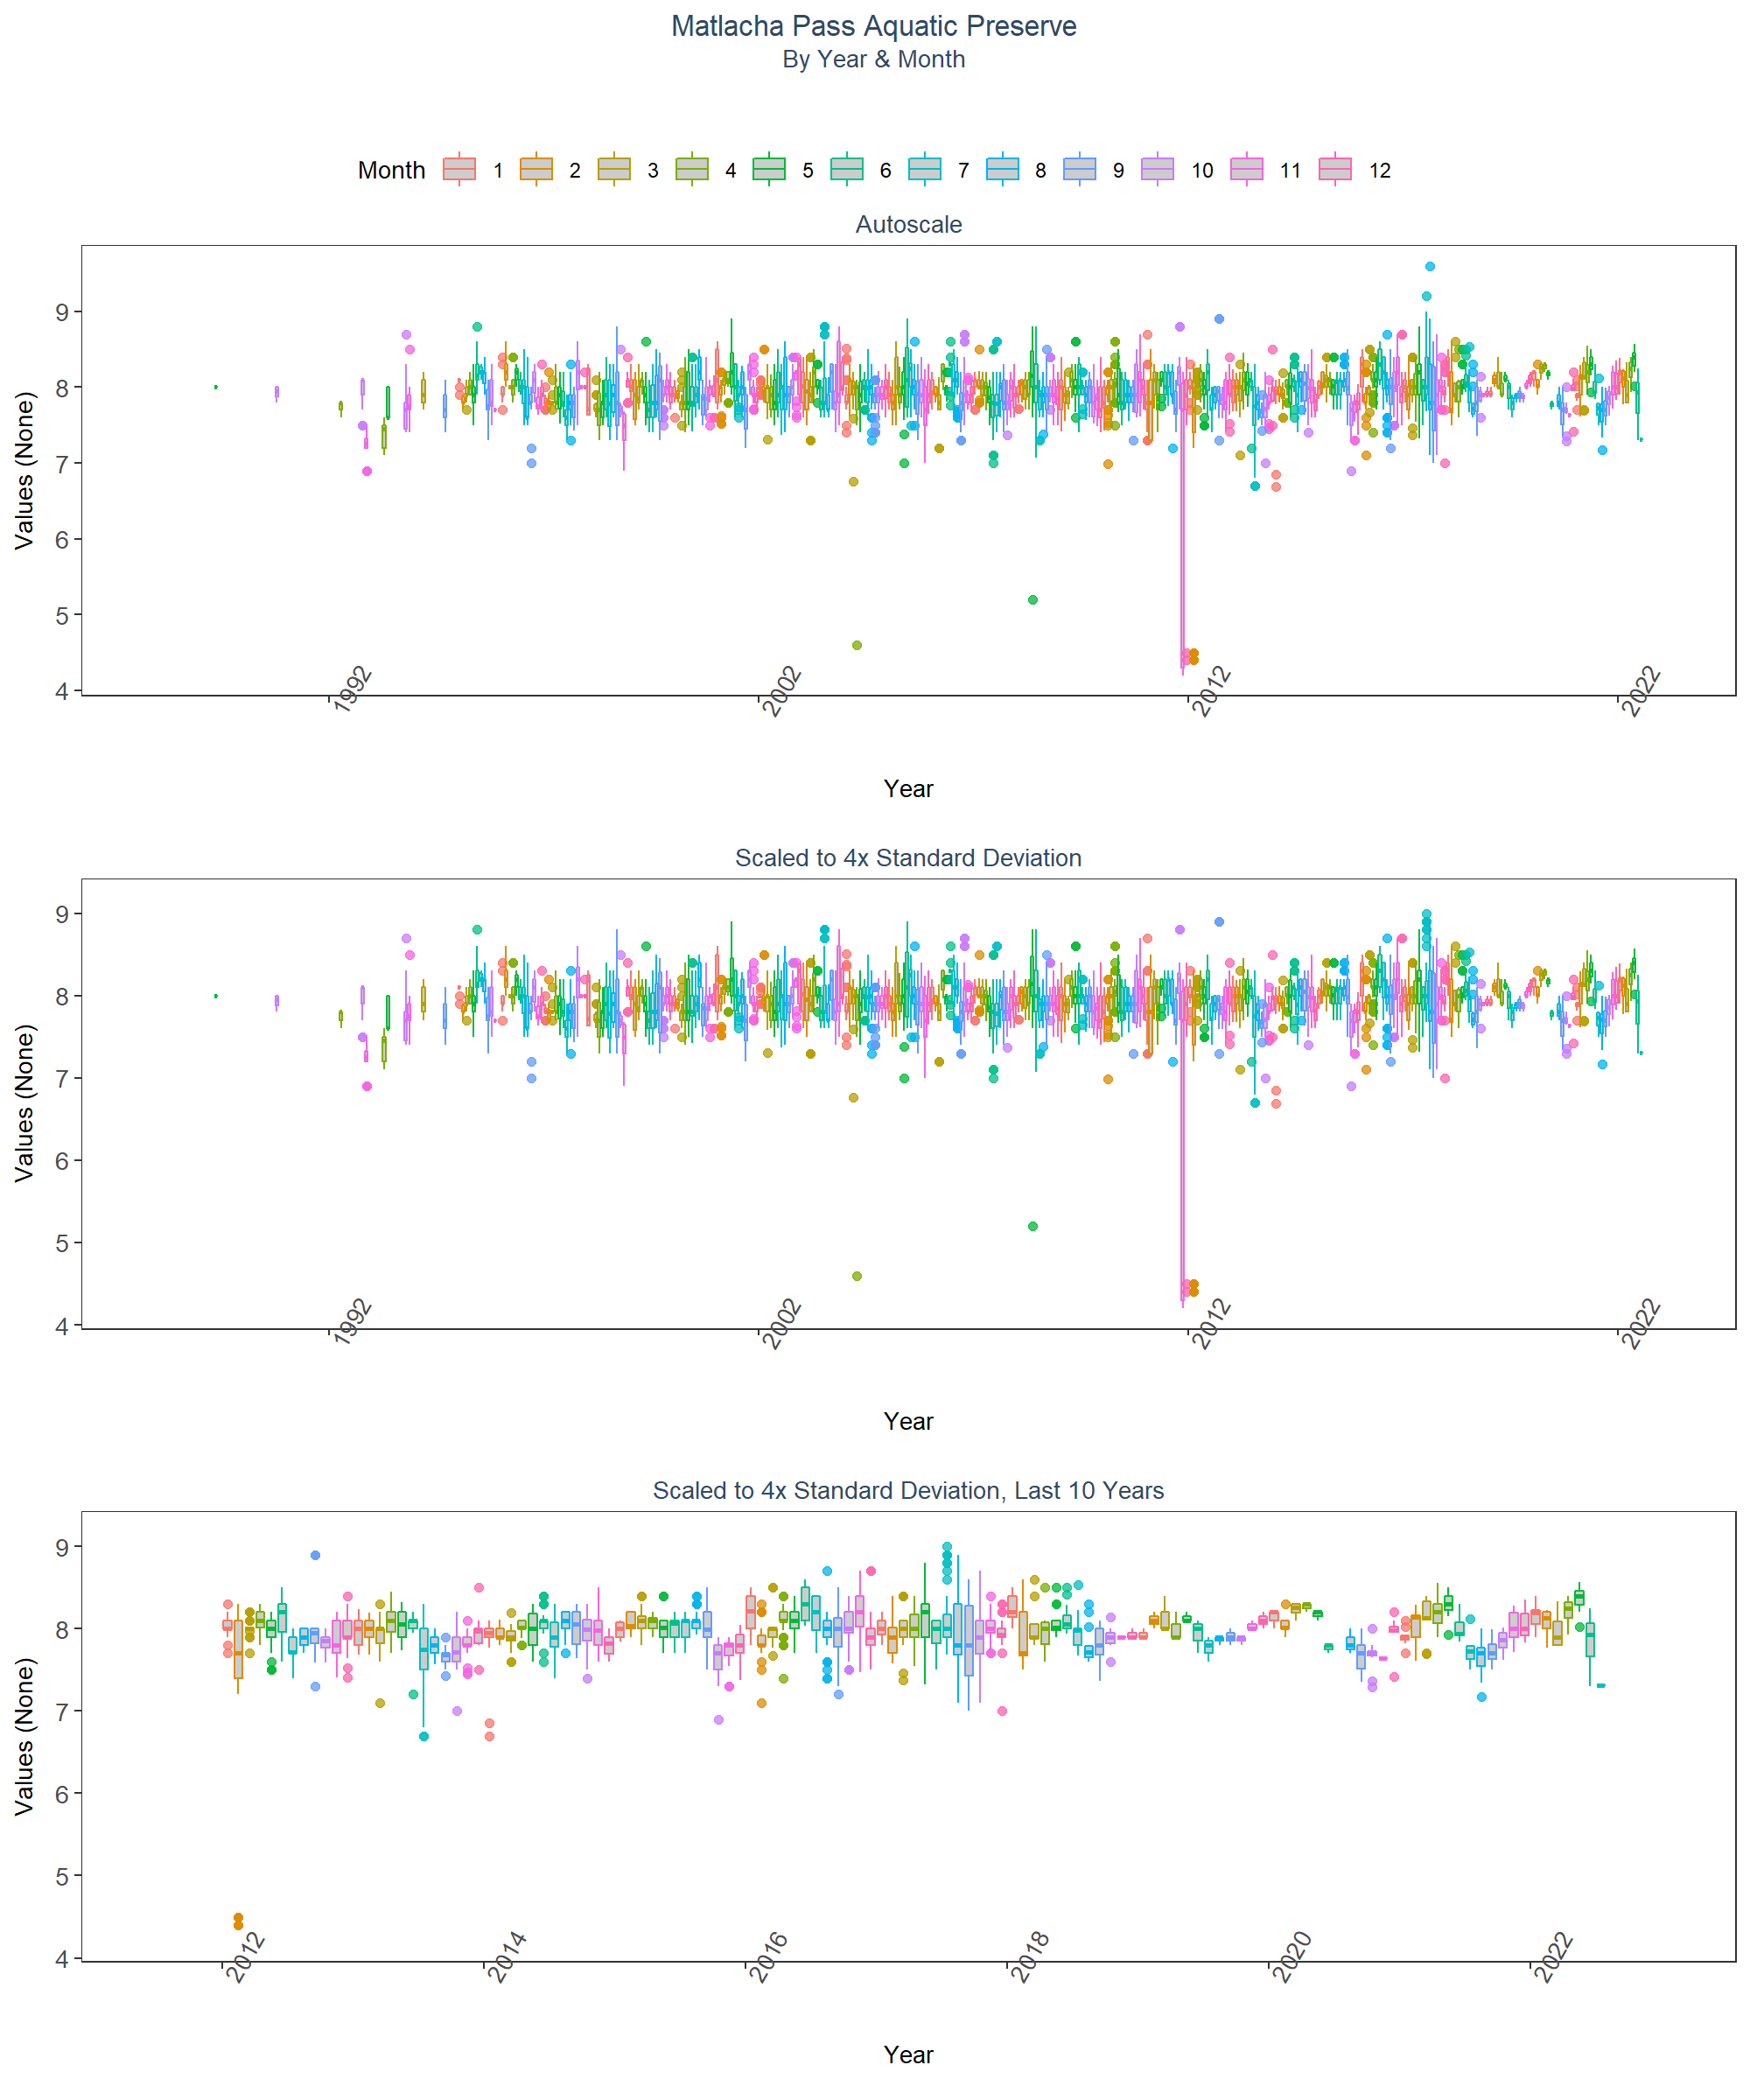 Matlacha Pass Aquatic Preserve
By Year & Month
Month 1 2 3 4 5 6 7 8 9 10 11 12
Autoscale
Values (None)
9
8
7
6
5
4
1992 2002 2012 2022
Year
Scaled to 4x Standard Deviation
Values (None)
9
8
7
6
5
4
1992 2002 2012 2022
Year
Scaled to 4x Standard Deviation, Last 10 Years
Values (None)
9
8
7
6
5
4
2012 2014 2016 2018 2020 2022
Year